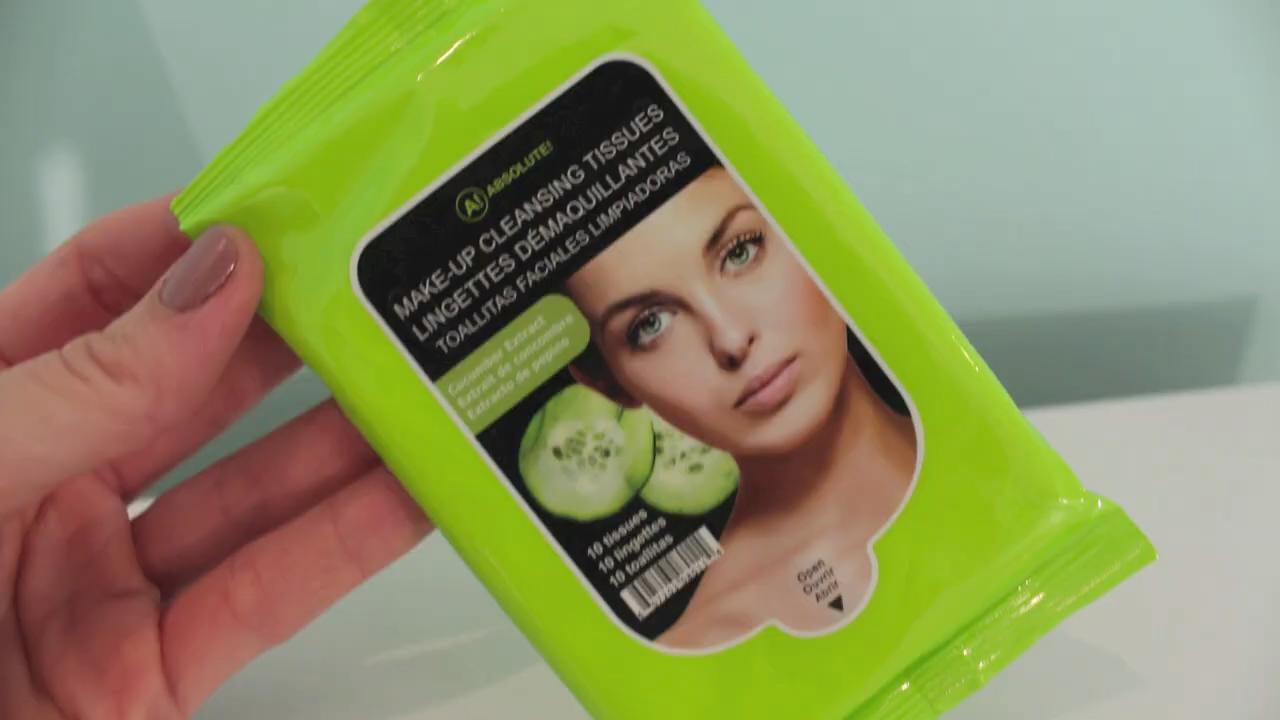 A! ABSOLUTE!
MAKE-UP CLEANSING TISSUES
LINGETTES DÉMAQUILLANTES
TOALLITAS FACIALES LIMPIADORAS
Cucumber Extract
Extrait de concombre
Extracto de pepino
10 tissues
10 lingettes
10 toallitas
Open
Ouvrir
Abrir